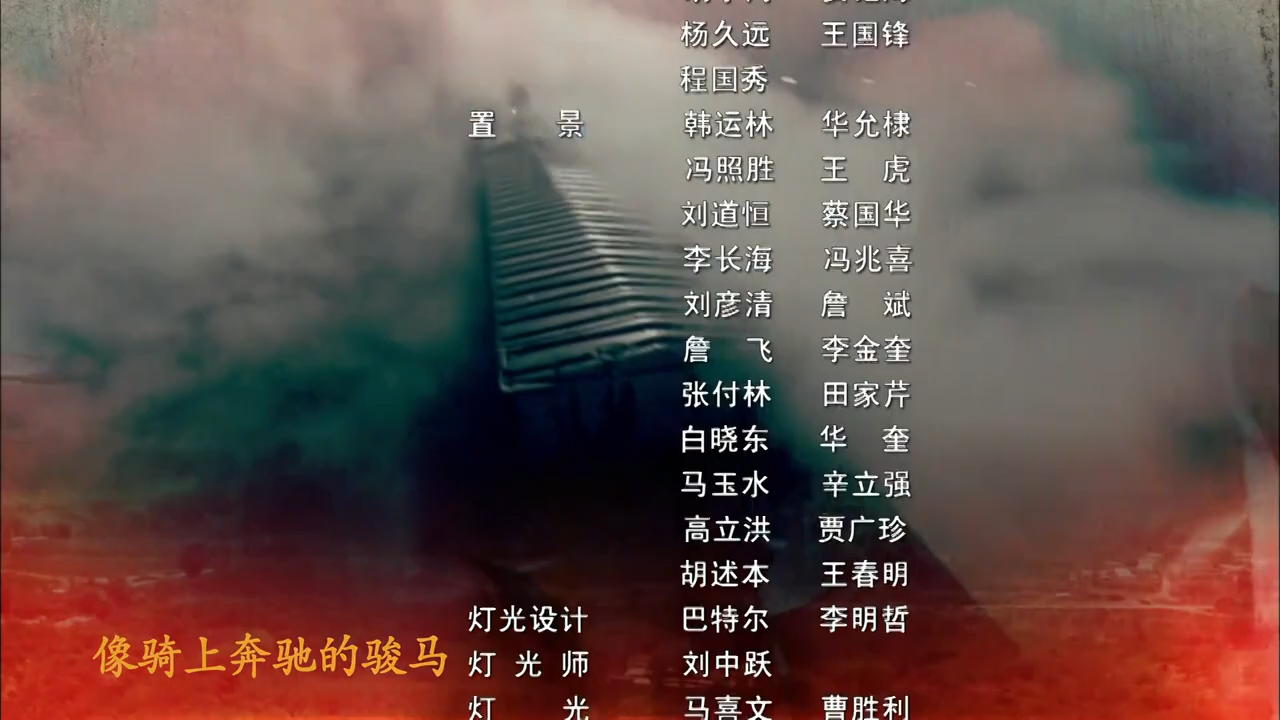 杨久远 王国锋
程国秀
置 景 韩运林 华允棣
冯照胜 王 虎
刘道恒 蔡国华
李长海 冯兆喜
刘彦清 詹 斌
詹 飞 李金奎
张付林 田家芹
白晓东 华 奎
马玉水 辛立强
高立洪 贾广珍
胡述本 王春明
灯光设计 巴特尔 李明哲
像骑上奔驰的骏马
灯 光 师 刘中跃
灯 光 马喜文 曹胜利